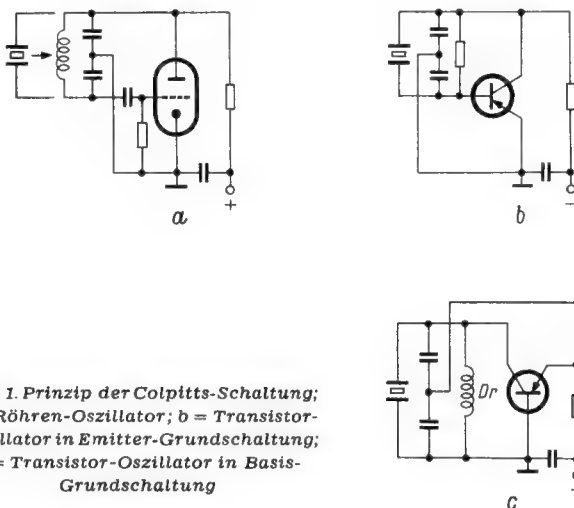 +
a
–
b
1. Prinzip der Colpitts-Schaltung;
Röhren-Oszillator; b = Transistor-
llator in Emitter-Grundschaltung;
= Transistor-Oszillator in Basis-
Grundschaltung
Dr
c